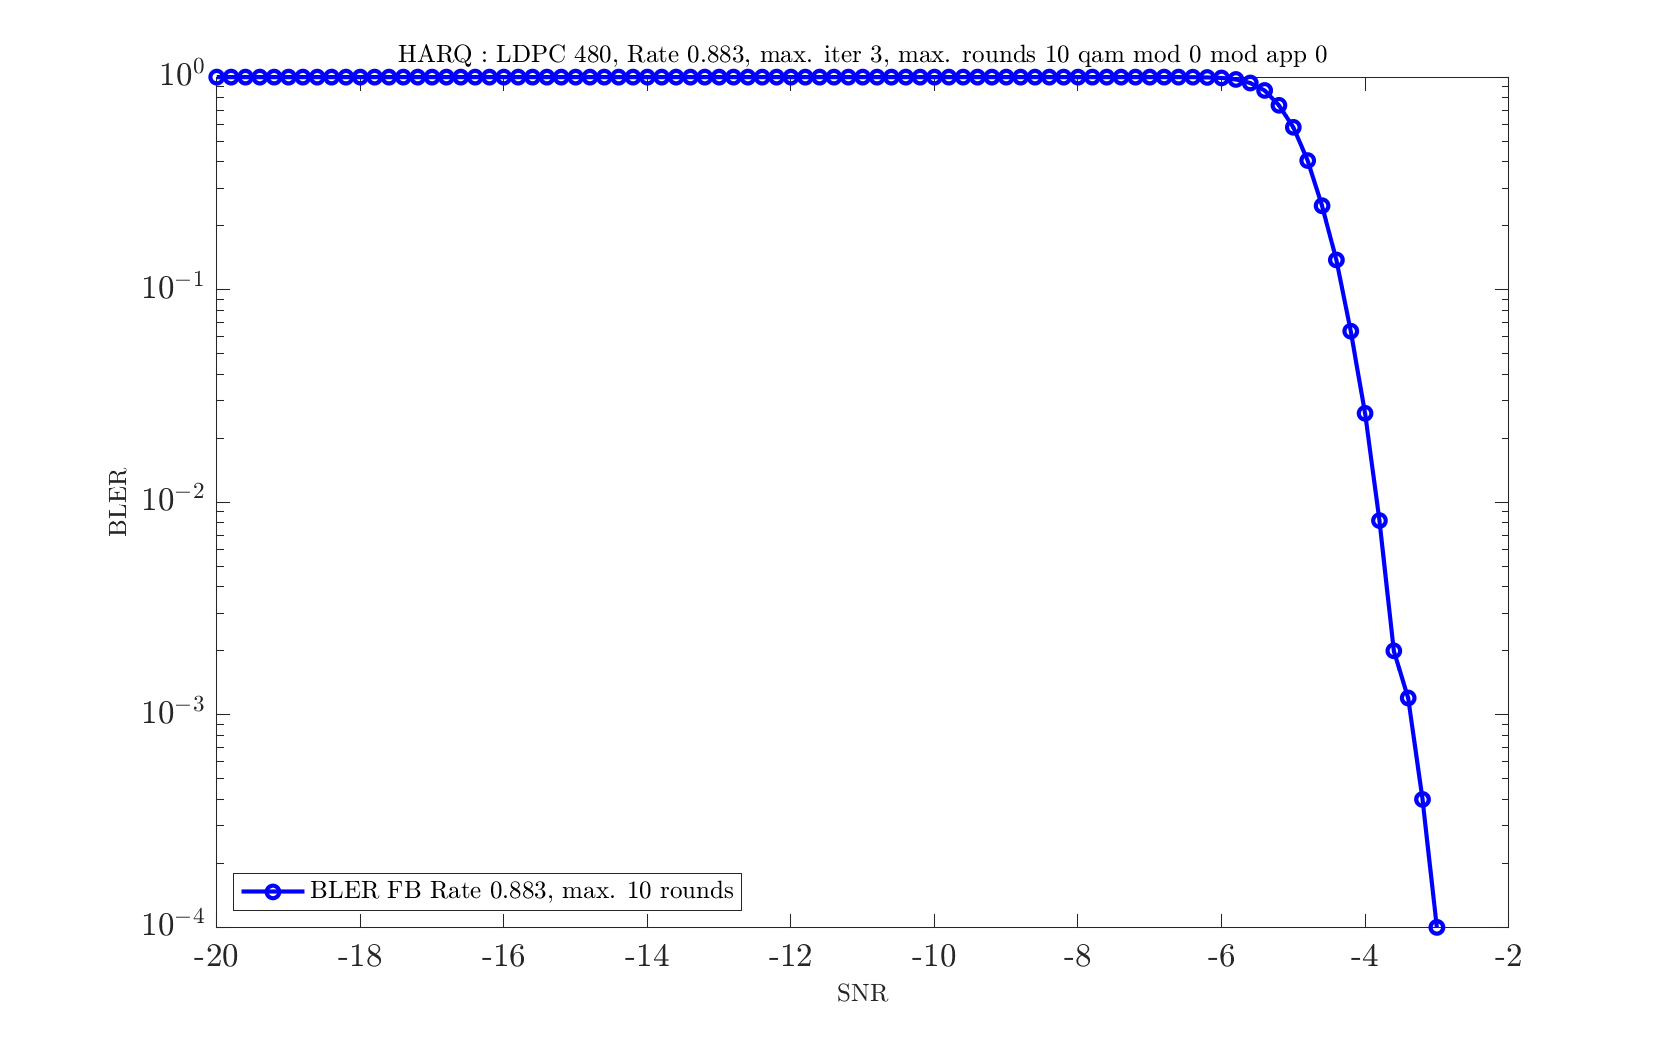 HARQ : LDPC 480, Rate 0.883, max. iter 3, max. rounds 10 qam mod 0 mod app 0
10^0
10^{-1}
10^{-2}
10^{-3}
10^{-4}
BLER
BLER FB Rate 0.883, max. 10 rounds
-20 -18 -16 -14 -12 -10 -8 -6 -4 -2
SNR